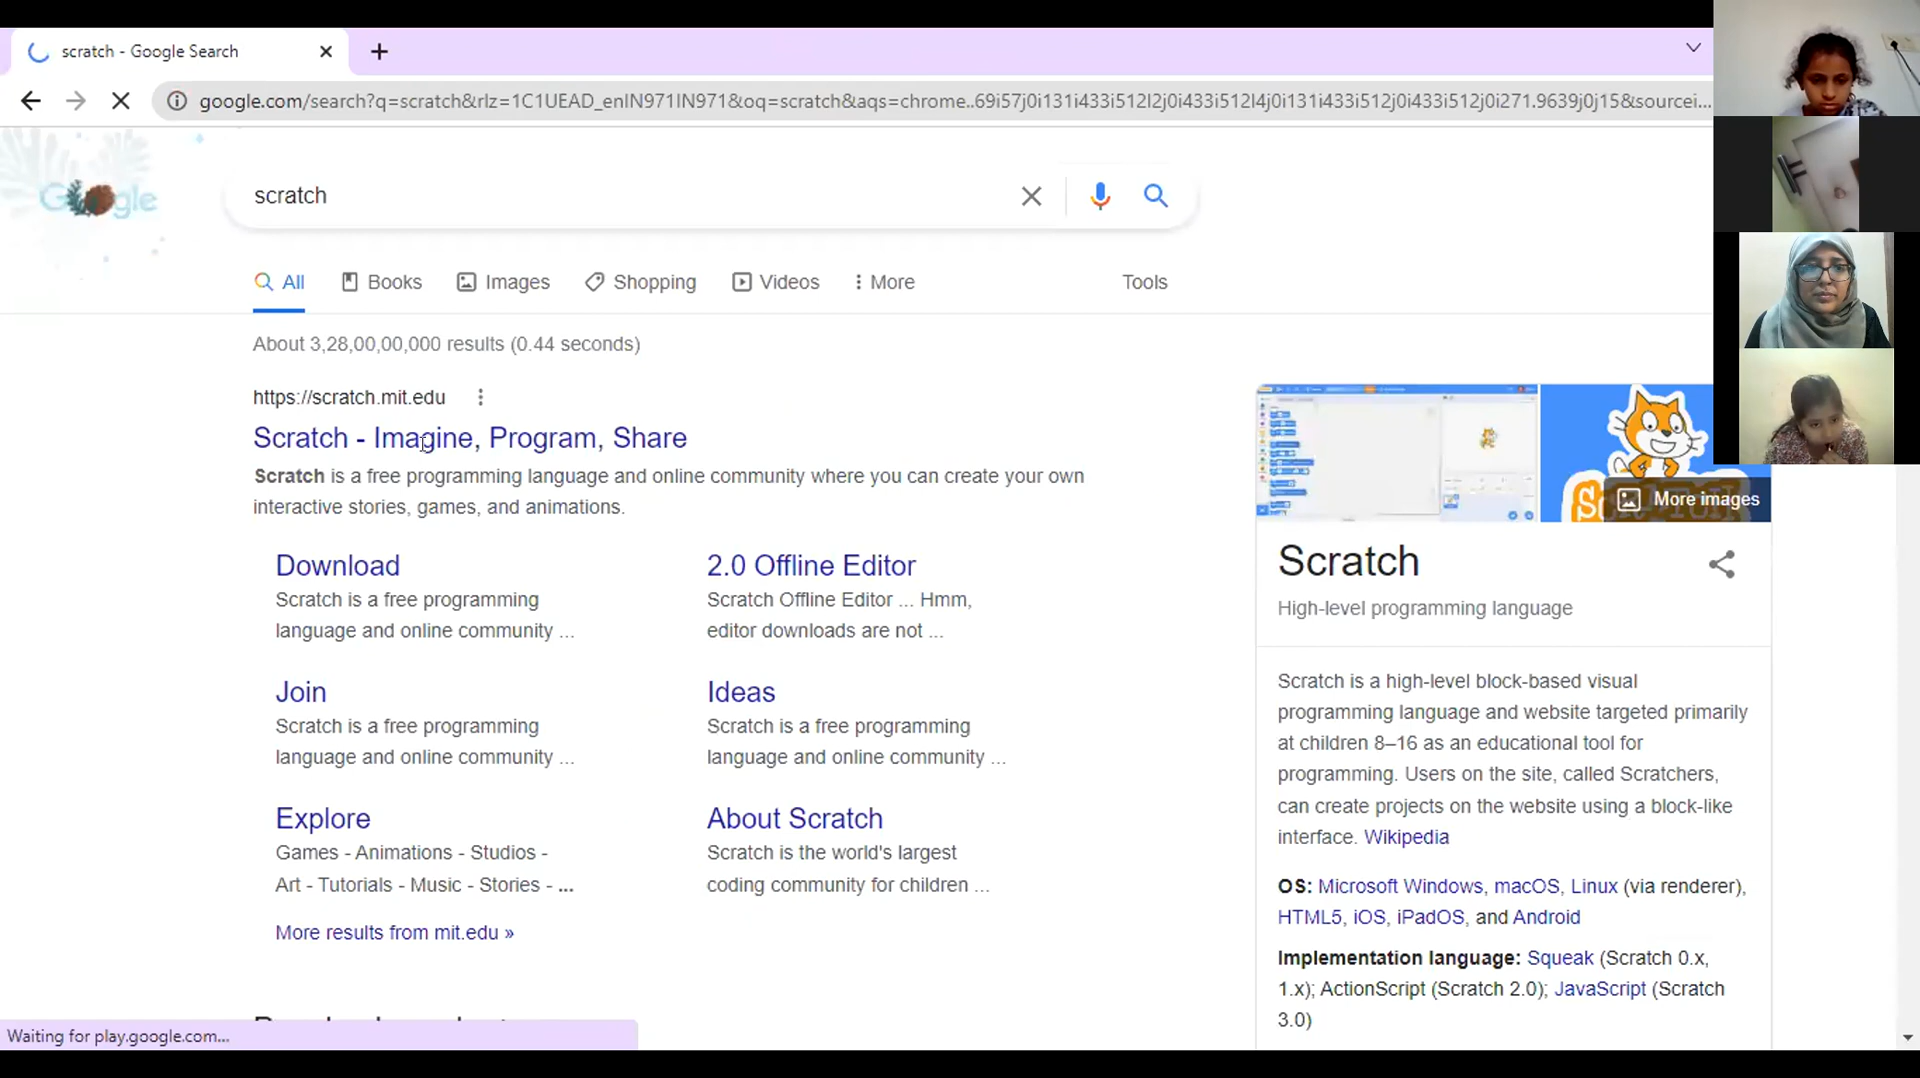 scratch - Google Search
google.com/search?q=scratch&rlz=1C1UEAD_enIN971IN971&oq=scratch&aqs=chrome..69i57j0i131i433i512l2j0i433i512l4j0i131i433i512j0i433i512j0i271.9639j0j15&sourcei...
Google
scratch
All
Books
Images
Shopping
Videos
More
Tools
About 3,28,00,00,000 results (0.44 seconds)
https://scratch.mit.edu
Scratch - Imagine, Program, Share
Scratch is a free programming language and online community where you can create your own
interactive stories, games, and animations.
Download
Scratch is a free programming
language and online community ...
2.0 Offline Editor
Scratch Offline Editor ... Hmm,
editor downloads are not ...
Join
Scratch is a free programming
language and online community ...
Ideas
Scratch is a free programming
language and online community ...
Explore
Games - Animations - Studios -
Art - Tutorials - Music - Stories - ...
About Scratch
Scratch is the world's largest
coding community for children ...
More results from mit.edu »
Waiting for play.google.com...
More images
Scratch
High-level programming language
Scratch is a high-level block-based visual
programming language and website targeted primarily
at children 8–16 as an educational tool for
programming. Users on the site, called Scratchers,
can create projects on the website using a block-like
interface. Wikipedia
OS: Microsoft Windows, macOS, Linux (via renderer),
HTML5, iOS, iPadOS, and Android
Implementation language: Squeak (Scratch 0.x,
1.x); ActionScript (Scratch 2.0); JavaScript (Scratch
3.0)